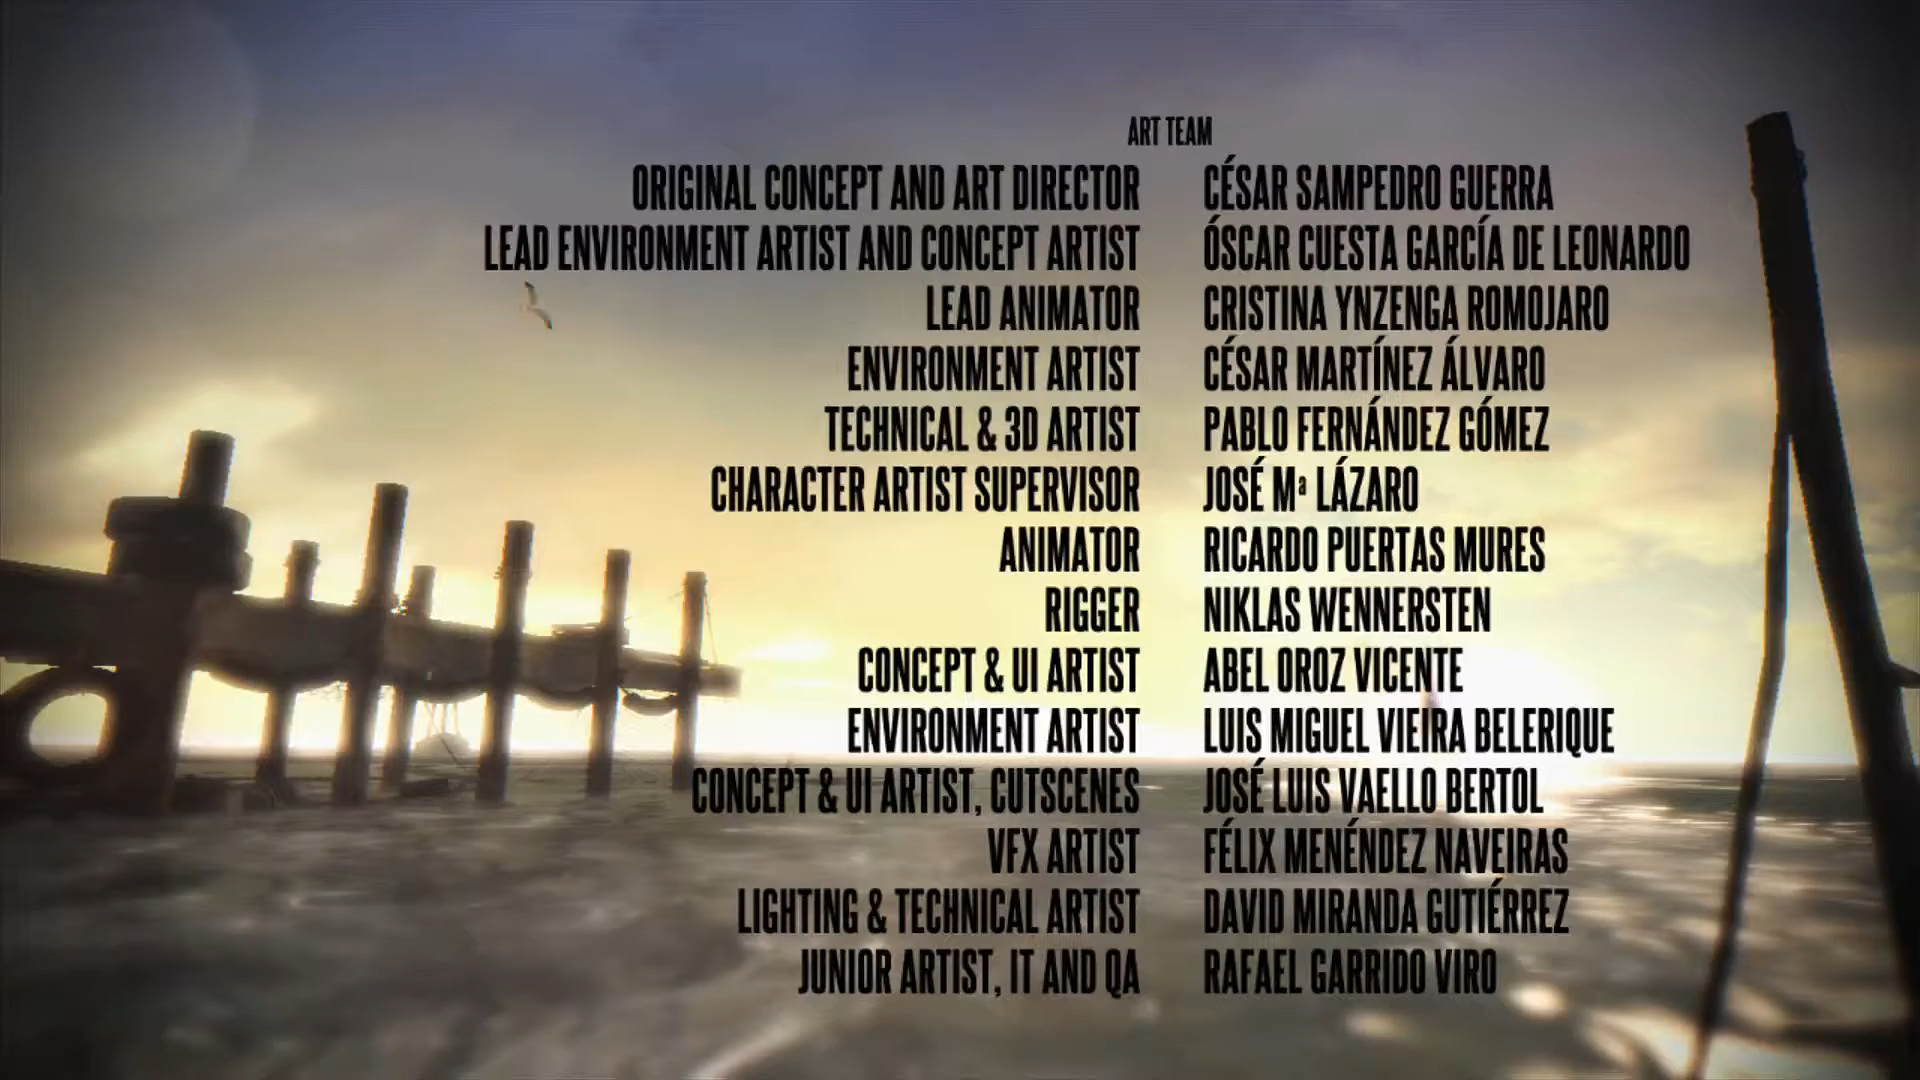 ART TEAM
ORIGINAL CONCEPT AND ART DIRECTOR CÉSAR SAMPEDRO GUERRA
LEAD ENVIRONMENT ARTIST AND CONCEPT ARTIST ÓSCAR CUESTA GARCÍA DE LEONARDO
LEAD ANIMATOR CRISTINA YNZENGA ROMOJARO
ENVIRONMENT ARTIST CÉSAR MARTÍNEZ ÁLVARO
TECHNICAL & 3D ARTIST PABLO FERNÁNDEZ GÓMEZ
CHARACTER ARTIST SUPERVISOR JOSÉ Mª LÁZARO
ANIMATOR RICARDO PUERTAS MURES
RIGGER NIKLAS WENNERSTEN
CONCEPT & UI ARTIST ABEL OROZ VICENTE
ENVIRONMENT ARTIST LUIS MIGUEL VIEIRA BELERIQUE
CONCEPT & UI ARTIST, CUTSCENES JOSÉ LUIS VAELLO BERTOL
VFX ARTIST FÉLIX MENÉNDEZ NAVEIRAS
LIGHTING & TECHNICAL ARTIST DAVID MIRANDA GUTIÉRREZ
JUNIOR ARTIST, IT AND QA RAFAEL GARRIDO VIRO